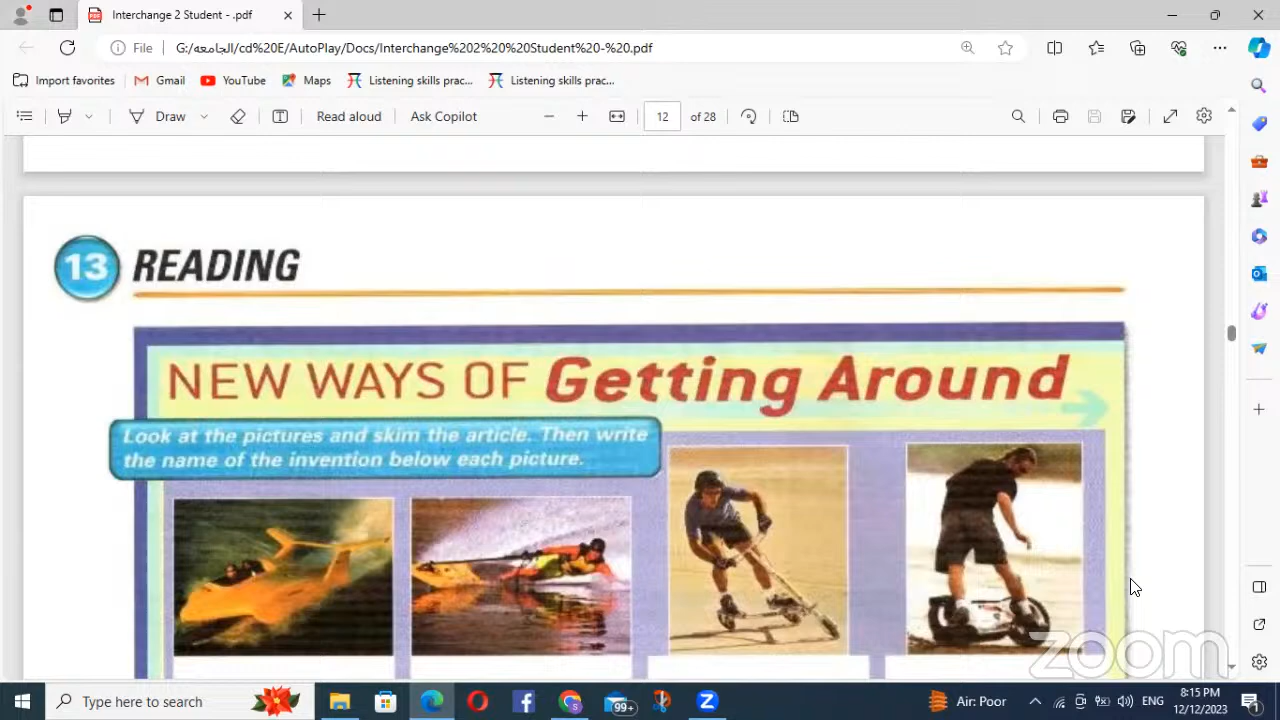 Interchange 2 Student - .pdf
File
G:/الجامعه/cd%20E/AutoPlay/Docs/Interchange%202%20%20Student%20-%20.pdf
Import favorites
Gmail
YouTube
Maps
Listening skills prac...
Listening skills prac...
Draw
Read aloud
Ask Copilot
12
of 28
13 READING
NEW WAYS OF Getting Around
Look at the pictures and skim the article. Then write
the name of the invention below each picture.
zoom
Type here to search
99+
Air: Poor
ENG
8:15 PM
12/12/2023
1